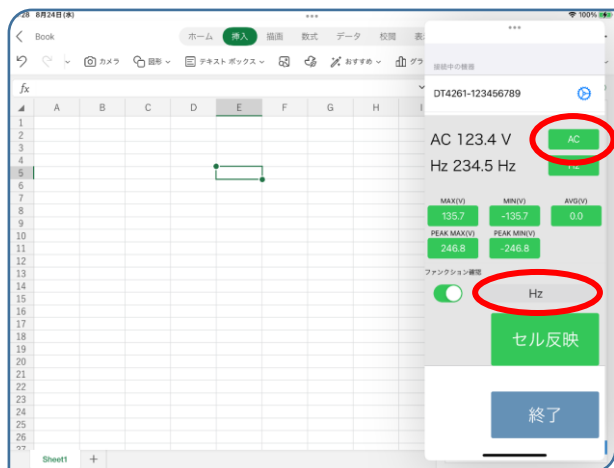 28 8月24日(水)
100%
Book
ホーム 挿入 描画 数式 データ 校閲
カメラ 図形 テキスト ボックス おすすめ グラ
fx
接続中の機器
DT4261-123456789
A B C D E F G H I
1
2
3
4
5
6
7
8
9
10
11
12
13
14
15
16
17
18
19
20
21
22
23
24
25
26
27
AC 123.4 V AC
Hz 234.5 Hz Hz
MAX(V) MIN(V) AVG(V)
135.7 -135.7 0.0
PEAK MAX(V) PEAK MIN(V)
246.8 -246.8
ファンクション確認
Hz
セル反映
終了
Sheet1 +